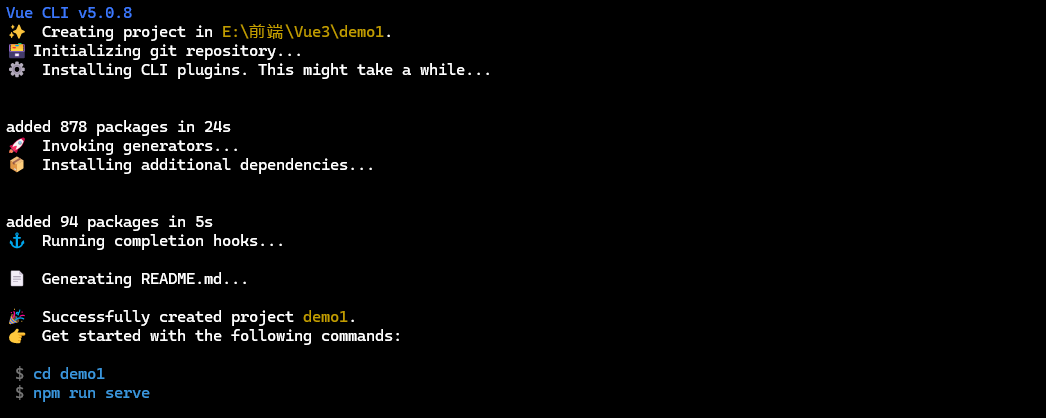 Vue CLI v5.0.8
✨  Creating project in E:\前端\Vue3\demo1.
🗃 Initializing git repository...
⚙  Installing CLI plugins. This might take a while...
added 878 packages in 24s
🚀  Invoking generators...
📦  Installing additional dependencies...
added 94 packages in 5s
⚓  Running completion hooks...
📄  Generating README.md...
🎉  Successfully created project demo1.
👉  Get started with the following commands:
$ cd demo1
$ npm run serve